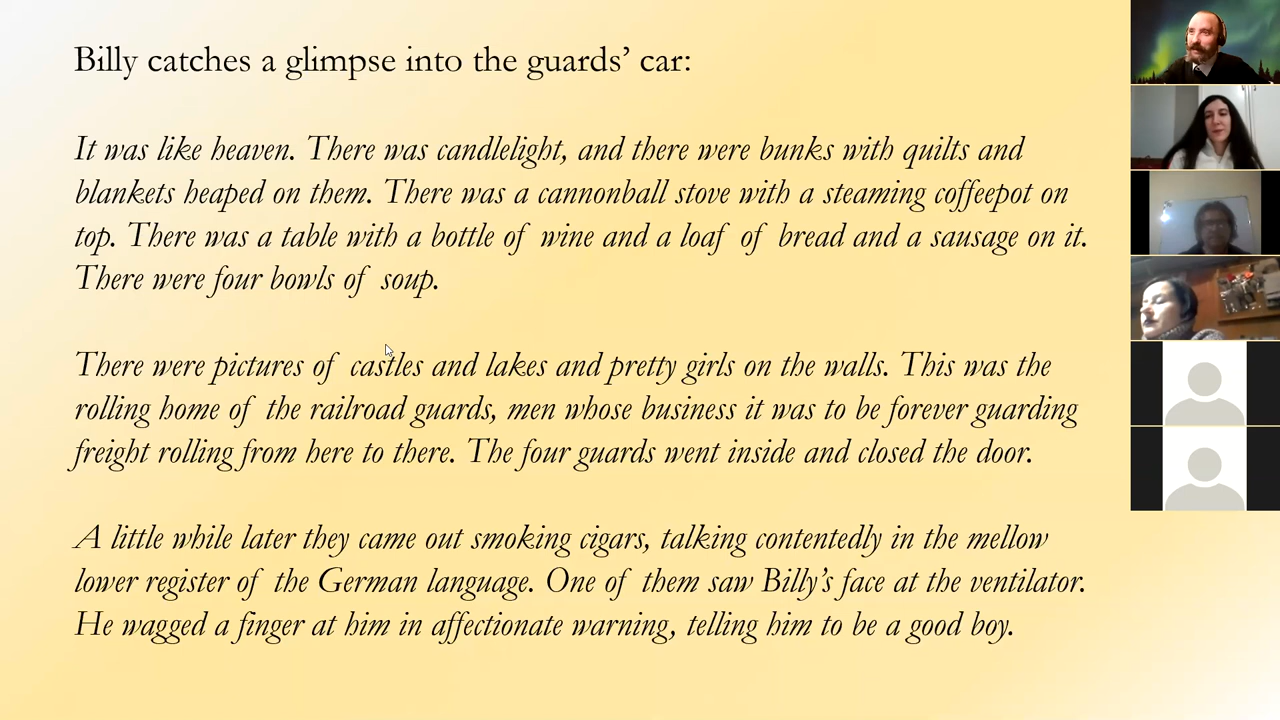 Billy catches a glimpse into the guards’ car:
It was like heaven. There was candlelight, and there were bunks with quilts and
blankets heaped on them. There was a cannonball stove with a steaming coffeepot on
top. There was a table with a bottle of wine and a loaf of bread and a sausage on it.
There were four bowls of soup.
There were pictures of castles and lakes and pretty girls on the walls. This was the
rolling home of the railroad guards, men whose business it was to be forever guarding
freight rolling from here to there. The four guards went inside and closed the door.
A little while later they came out smoking cigars, talking contentedly in the mellow
lower register of the German language. One of them saw Billy’s face at the ventilator.
He wagged a finger at him in affectionate warning, telling him to be a good boy.